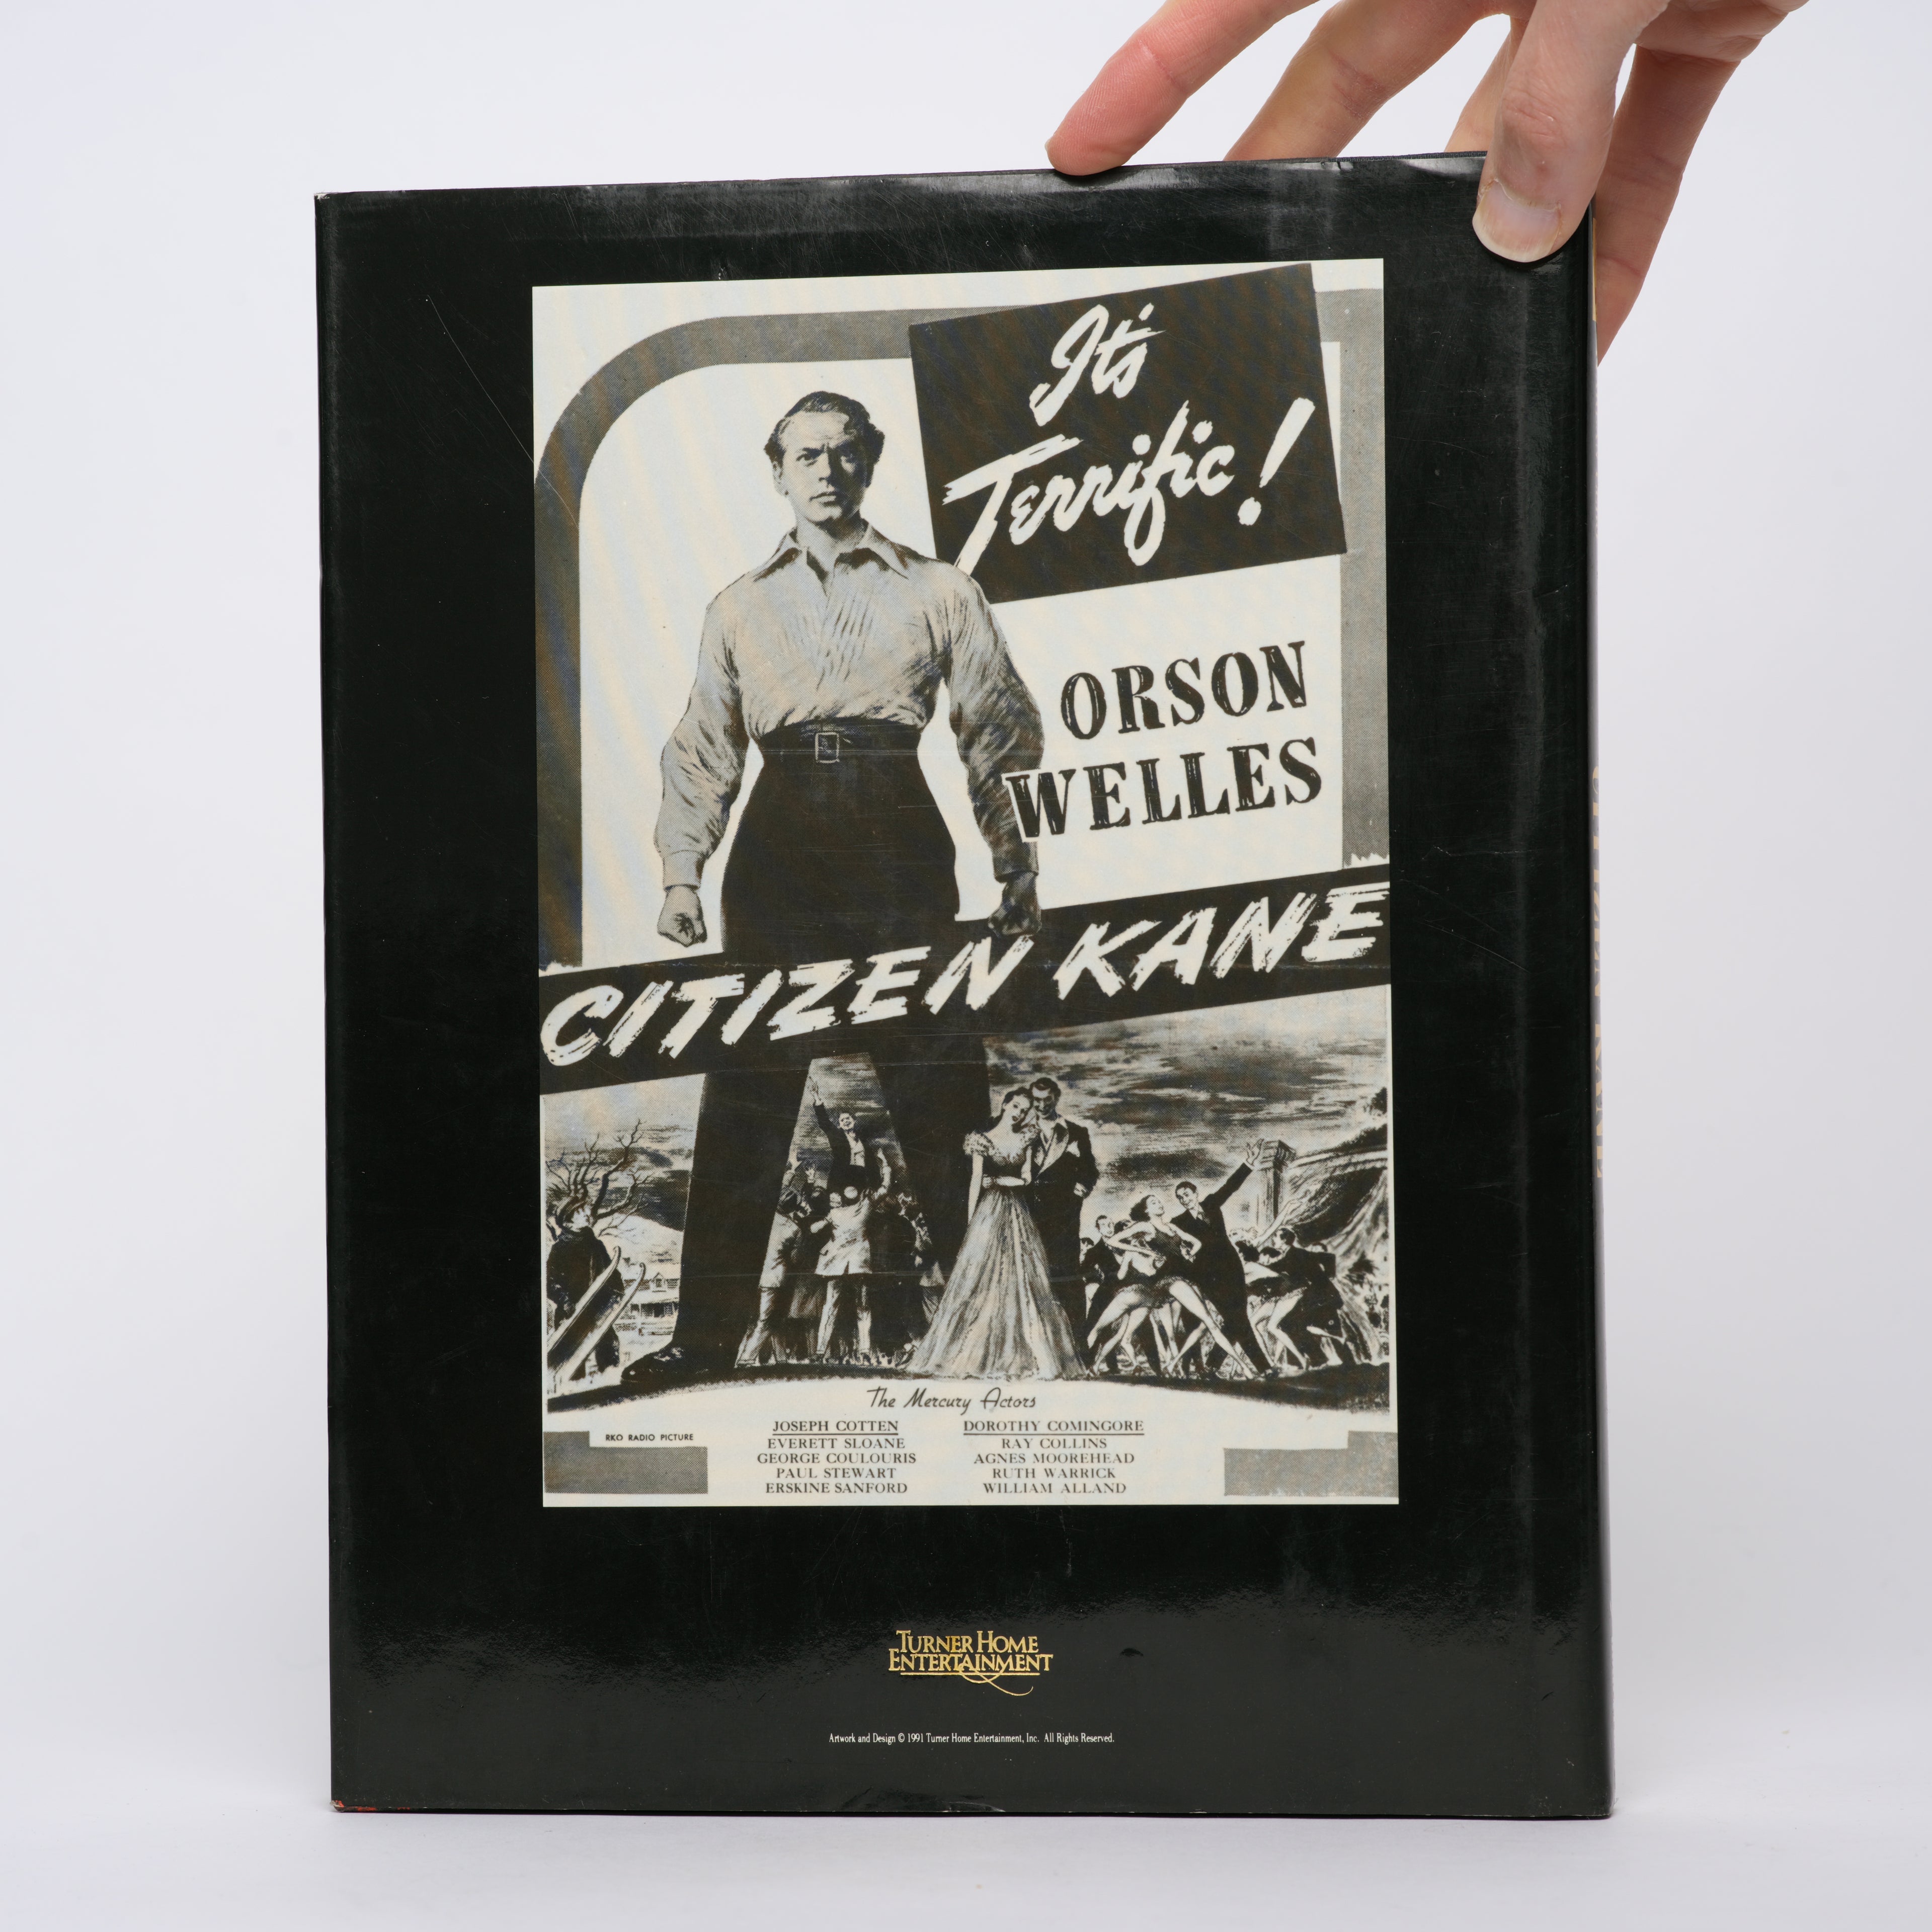 It's
Terrific!
ORSON
WELLES
CITIZEN KANE
The Mercury Actors
RKO RADIO PICTURE
JOSEPH COTTEN
EVERETT SLOANE
GEORGE COULOURIS
PAUL STEWART
ERSKINE SANFORD
DOROTHY COMINGORE
RAY COLLINS
AGNES MOOREHEAD
RUTH WARRICK
WILLIAM ALLAND
TURNER HOME
ENTERTAINMENT
Artwork and Design © 1991 Turner Home Entertainment, Inc. All Rights Reserved.
CITIZEN KANE